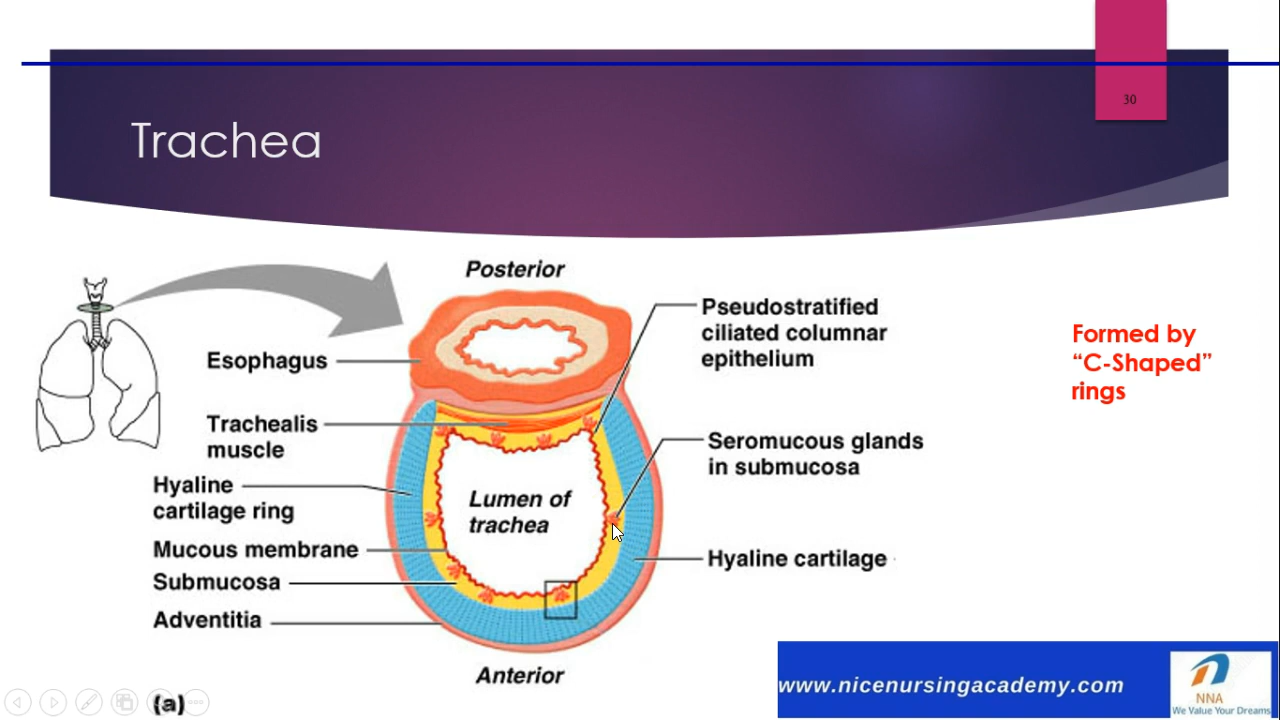 30
Trachea
Posterior
Pseudostratified
ciliated columnar
epithelium
Formed by
“C-Shaped”
rings
Esophagus
Trachealis
muscle
Seromucous glands
in submucosa
Hyaline
cartilage ring
Lumen of
trachea
Mucous membrane
Hyaline cartilage
Submucosa
Adventitia
Anterior
(a)
www.nicenursingacademy.com
NNA
We Value Your Dreams